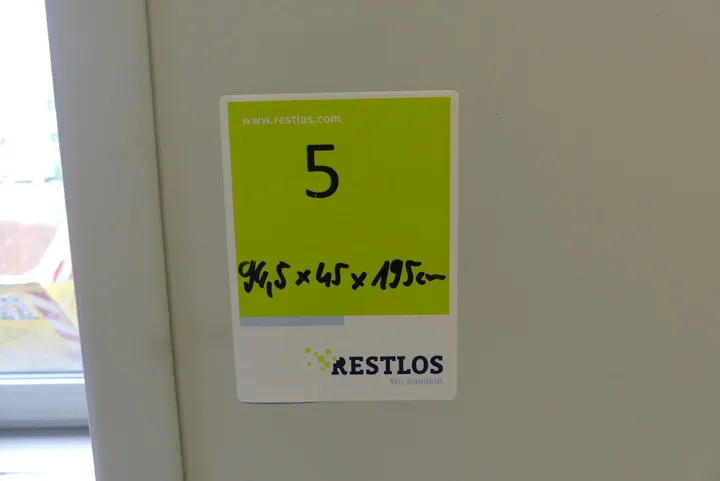 www.restlos.com
5
94,5 x 45 x 195cm
RESTLOS
Wir handeln.